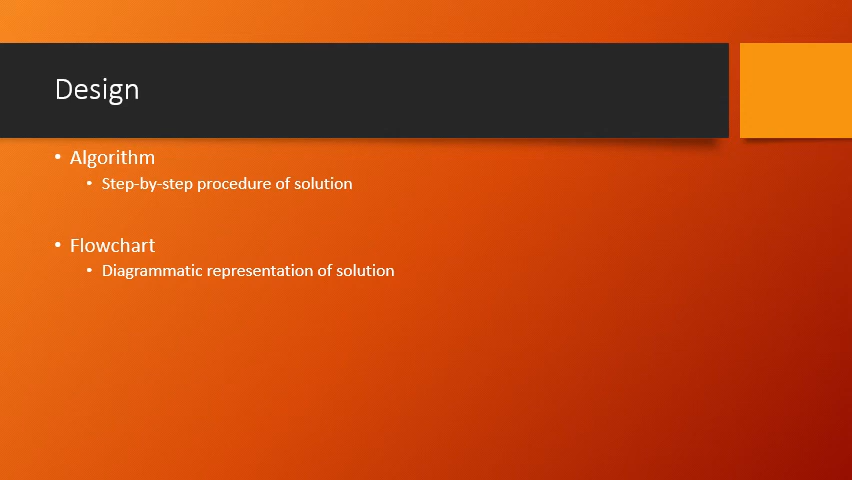 Design
• Algorithm
• Step-by-step procedure of solution
• Flowchart
• Diagrammatic representation of solution